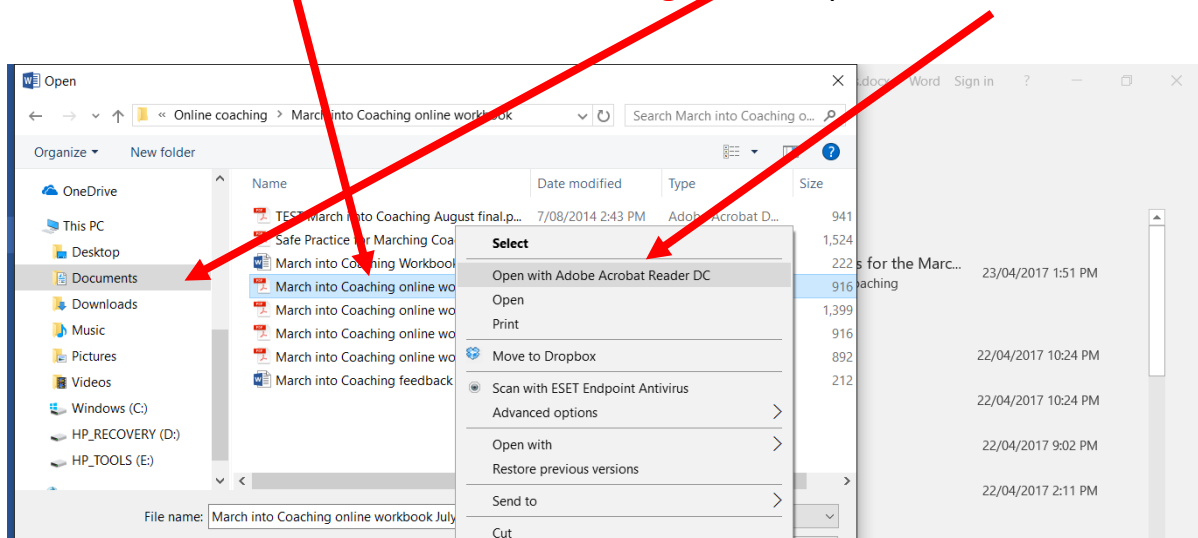 Open
.docx - Word Sign in ? — ×
« Online coaching > March into Coaching online workbook
Search March into Coaching o...
Organize New folder ?
OneDrive
This PC
Desktop
Documents
Downloads
Music
Pictures
Videos
Windows (C:)
HP_RECOVERY (D:)
HP_TOOLS (E:)
Name Date modified Type Size
TEST March into Coaching August final.p... 7/08/2014 2:43 PM Adobe Acrobat D... 941
Safe Practice for Marching Coa 1,524
March into Coaching Workbook 222
March into Coaching online wo 916
March into Coaching online wo 1,399
March into Coaching online wo 916
March into Coaching online wo 892
March into Coaching feedback 212
Select
Open with Adobe Acrobat Reader DC
Open
Print
Move to Dropbox
Scan with ESET Endpoint Antivirus
Advanced options
Open with
Restore previous versions
Send to
Cut
s for the Marc... 23/04/2017 1:51 PM
oaching
22/04/2017 10:24 PM
22/04/2017 10:24 PM
22/04/2017 9:02 PM
22/04/2017 2:11 PM
File name: March into Coaching online workbook July